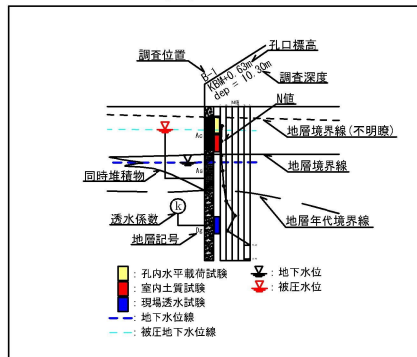 調査位置
孔口標高
B-1
KBM+0.63m
dep = 10.30m
調査深度
N値
地層境界線(不明瞭)
Ac
地層境界線
As
同時堆積物
k
透水係数
地層年代境界線
Dg
地層記号
: 孔内水平載荷試験
: 地下水位
: 室内土質試験
: 被圧水位
: 現場透水試験
: 地下水位線
: 被圧地下水位線